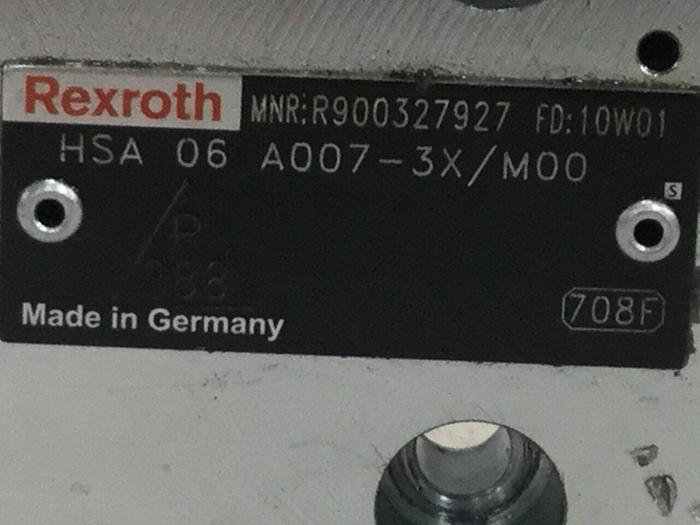 Rexroth MNR:R900327927 FD:10W01
HSA 06 A007-3X/M00
S
P
Made in Germany
708F